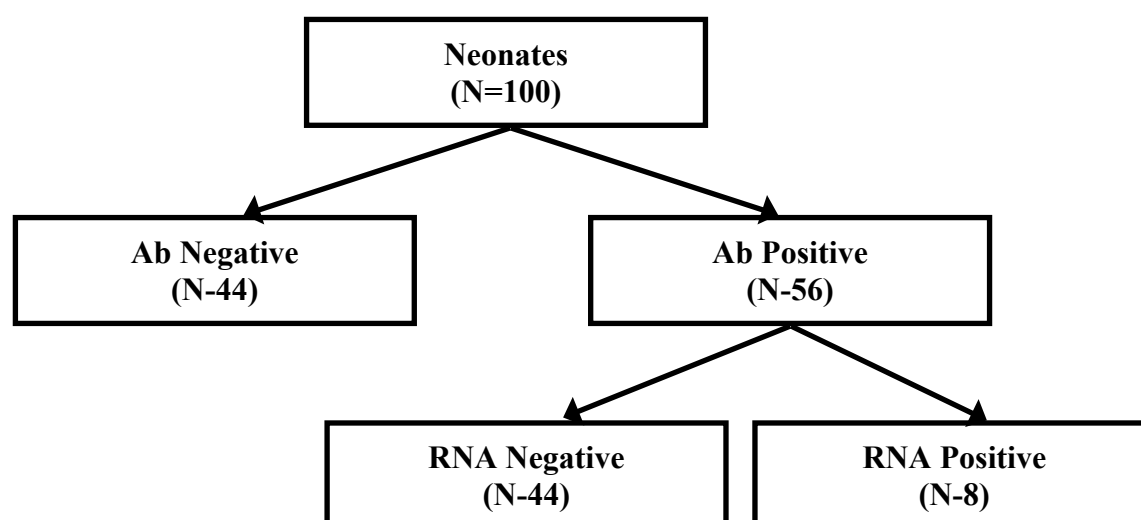 Neonates
(N=100)
Ab Negative
(N-44)
Ab Positive
(N-56)
RNA Negative
(N-44)
RNA Positive
(N-8)